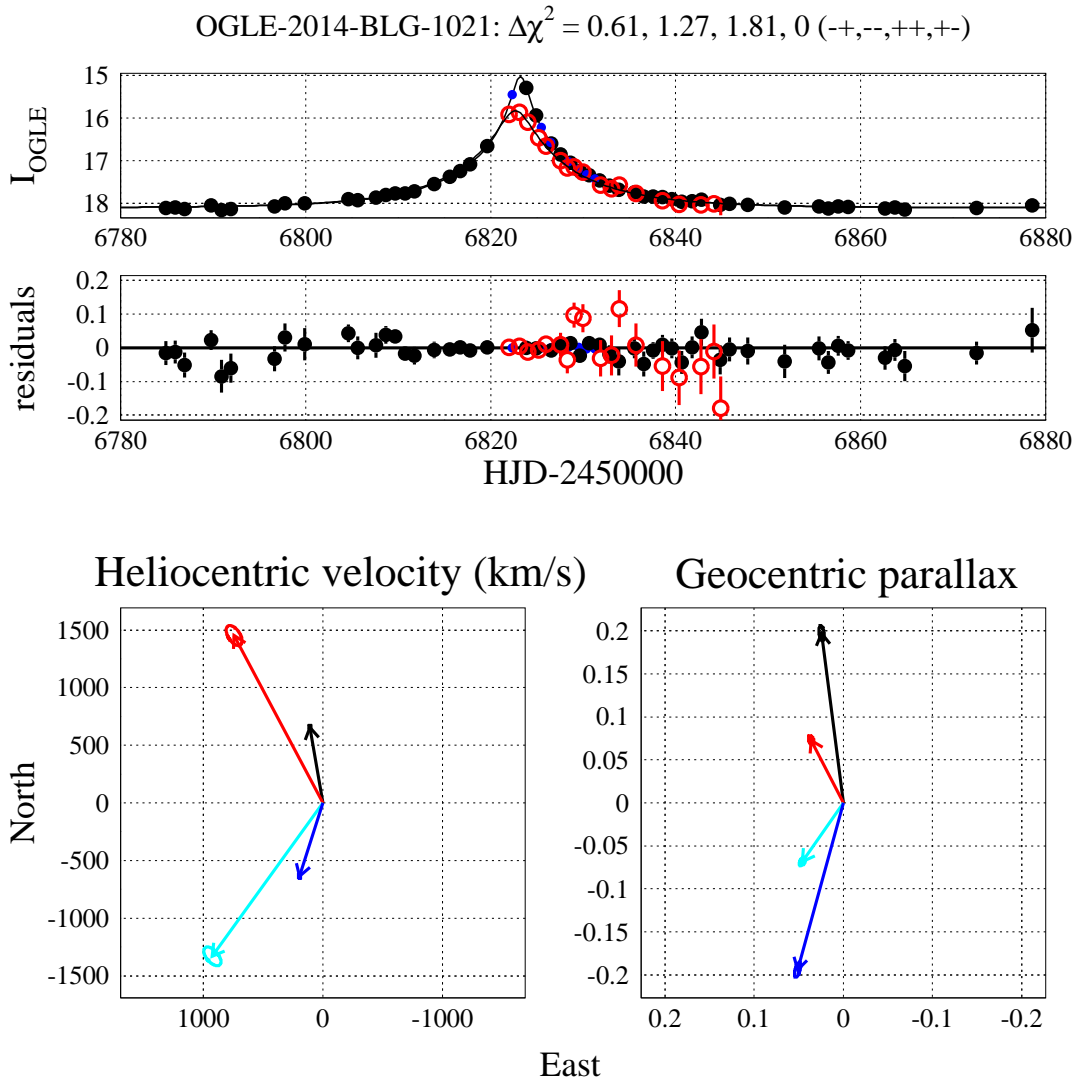 OGLE-2014-BLG-1021: Δχ² = 0.61, 1.27, 1.81, 0 (-+,--,++,+-)
I_OGLE
15
16
17
18
6780 6800 6820 6840 6860 6880
residuals
0.2
0.1
0
-0.1
-0.2
6780 6800 6820 6840 6860 6880
HJD-2450000
Heliocentric velocity (km/s)
North
1500
1000
500
0
-500
-1000
-1500
1000 0 -1000
Geocentric parallax
0.2
0.15
0.1
0.05
0
-0.05
-0.1
-0.15
-0.2
0.2 0.1 0 -0.1 -0.2
East